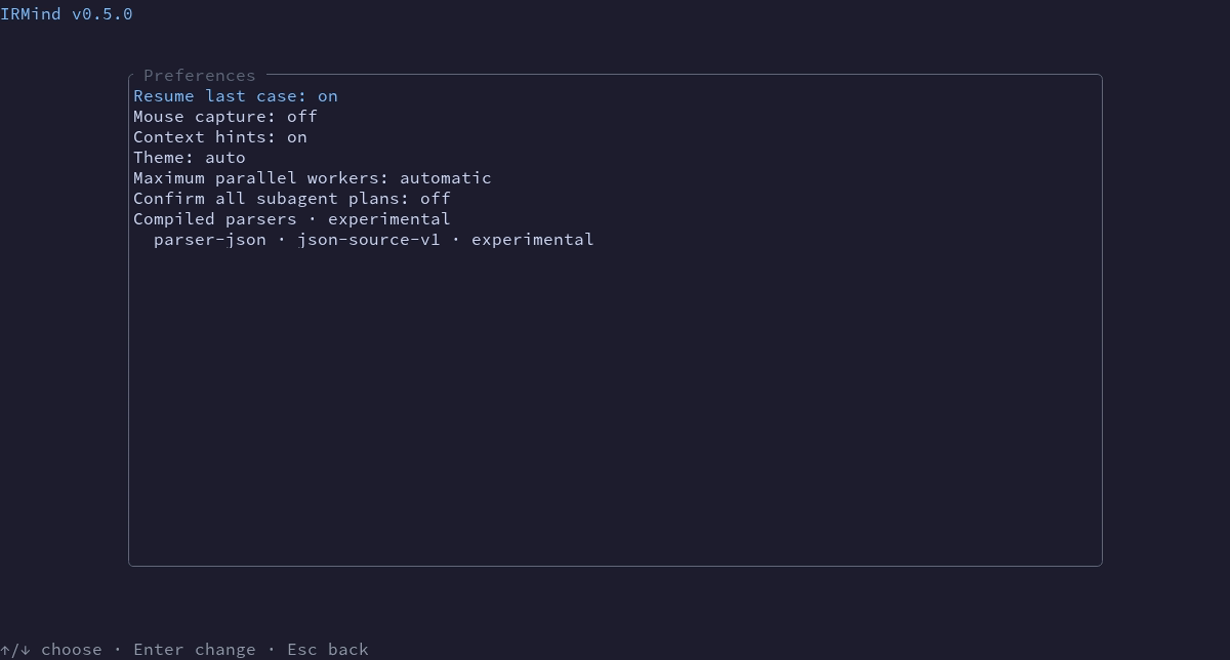 IRMind v0.5.0
Preferences
Resume last case: on
Mouse capture: off
Context hints: on
Theme: auto
Maximum parallel workers: automatic
Confirm all subagent plans: off
Compiled parsers · experimental
parser-json · json-source-v1 · experimental
↑/↓ choose · Enter change · Esc back